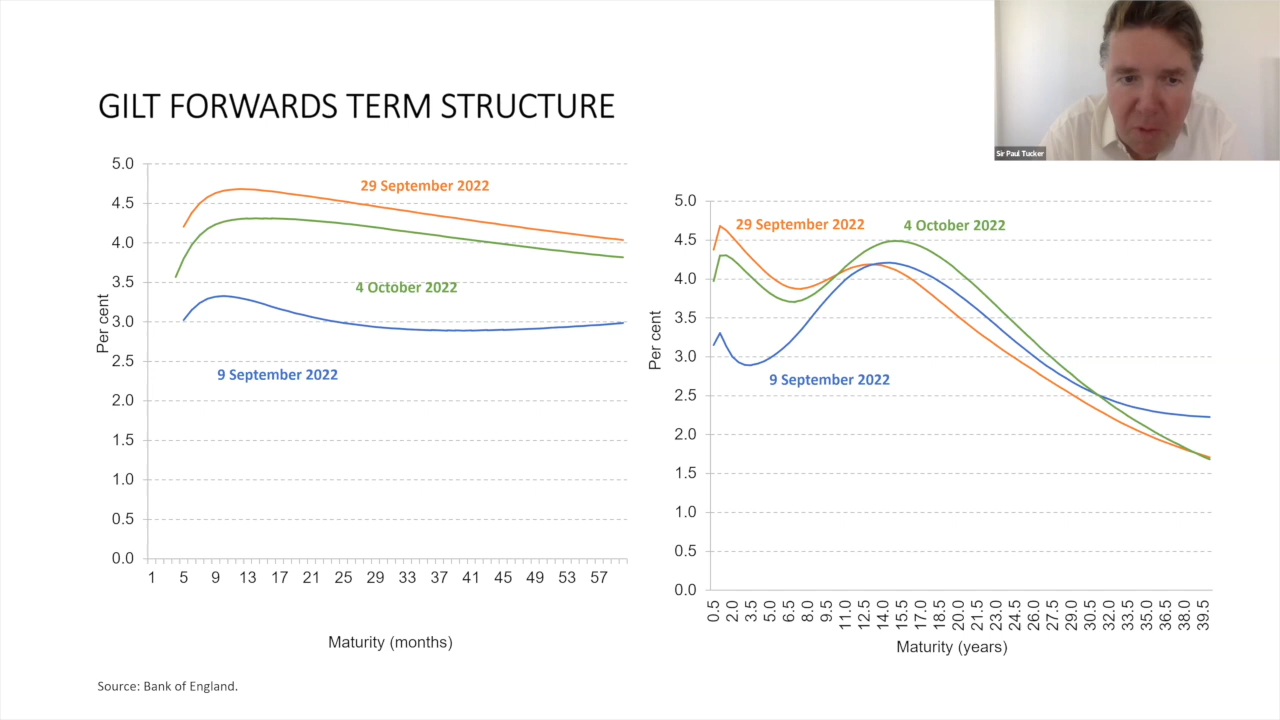 Sir Paul Tucker
GILT FORWARDS TERM STRUCTURE
5.0
4.5
4.0
3.5
3.0
2.5
2.0
1.5
1.0
0.5
0.0
Per cent
29 September 2022
4 October 2022
9 September 2022
1 5 9 13 17 21 25 29 33 37 41 45 49 53 57
Maturity (months)
5.0
4.5
4.0
3.5
3.0
2.5
2.0
1.5
1.0
0.5
0.0
Per cent
29 September 2022
4 October 2022
9 September 2022
0.5 2.0 3.5 5.0 6.5 8.0 9.5 11.0 12.5 14.0 15.5 17.0 18.5 20.0 21.5 23.0 24.5 26.0 27.5 29.0 30.5 32.0 33.5 35.0 36.5 38.0 39.5
Maturity (years)
Source: Bank of England.